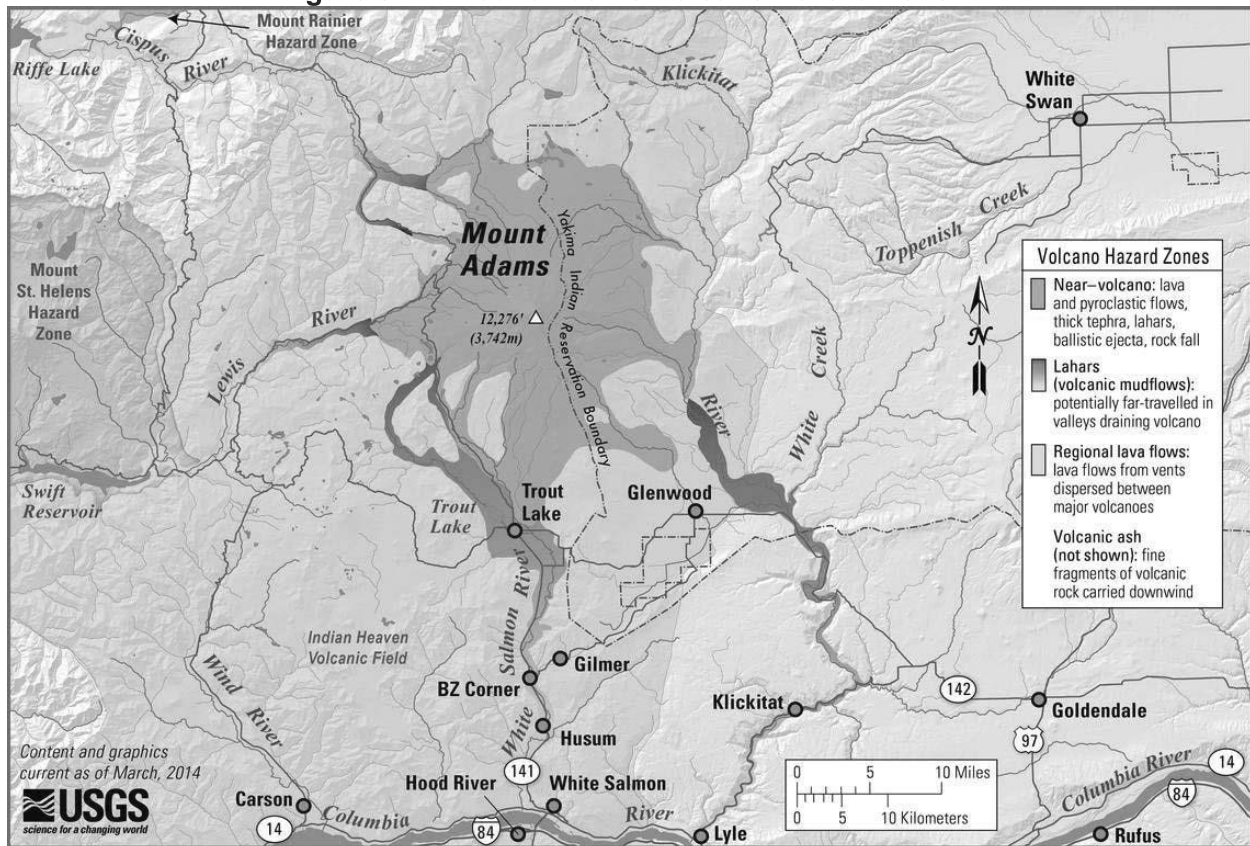 Mount Rainier
Hazard Zone
Cispus
River
Riffe Lake
Klickitat
White
Swan
Toppenish Creek
Mount
Adams
Yakima Indian Reservation Boundary
12,276'
(3,742m)
Mount
St. Helens
Hazard
Zone
River
Lewis
Creek
White
River
N
Volcano Hazard Zones
Near–volcano: lava
and pyroclastic flows,
thick tephra, lahars,
ballistic ejecta, rock fall
Lahars
(volcanic mudflows):
potentially far-travelled in
valleys draining volcano
Regional lava flows:
lava flows from vents
dispersed between
major volcanoes
Volcanic ash
(not shown): fine
fragments of volcanic
rock carried downwind
Swift
Reservoir
Trout
Lake
Trout
Lake
Glenwood
Indian Heaven
Volcanic Field
White Salmon River
Gilmer
BZ Corner
Husum
Wind
River
Klickitat
142
Goldendale
97
Content and graphics
current as of March, 2014
USGS
science for a changing world
Carson
14
Hood River
141
White Salmon
Columbia River
84
Lyle
0 5 10 Miles
0 5 10 Kilometers
Columbia River
14
84
Rufus